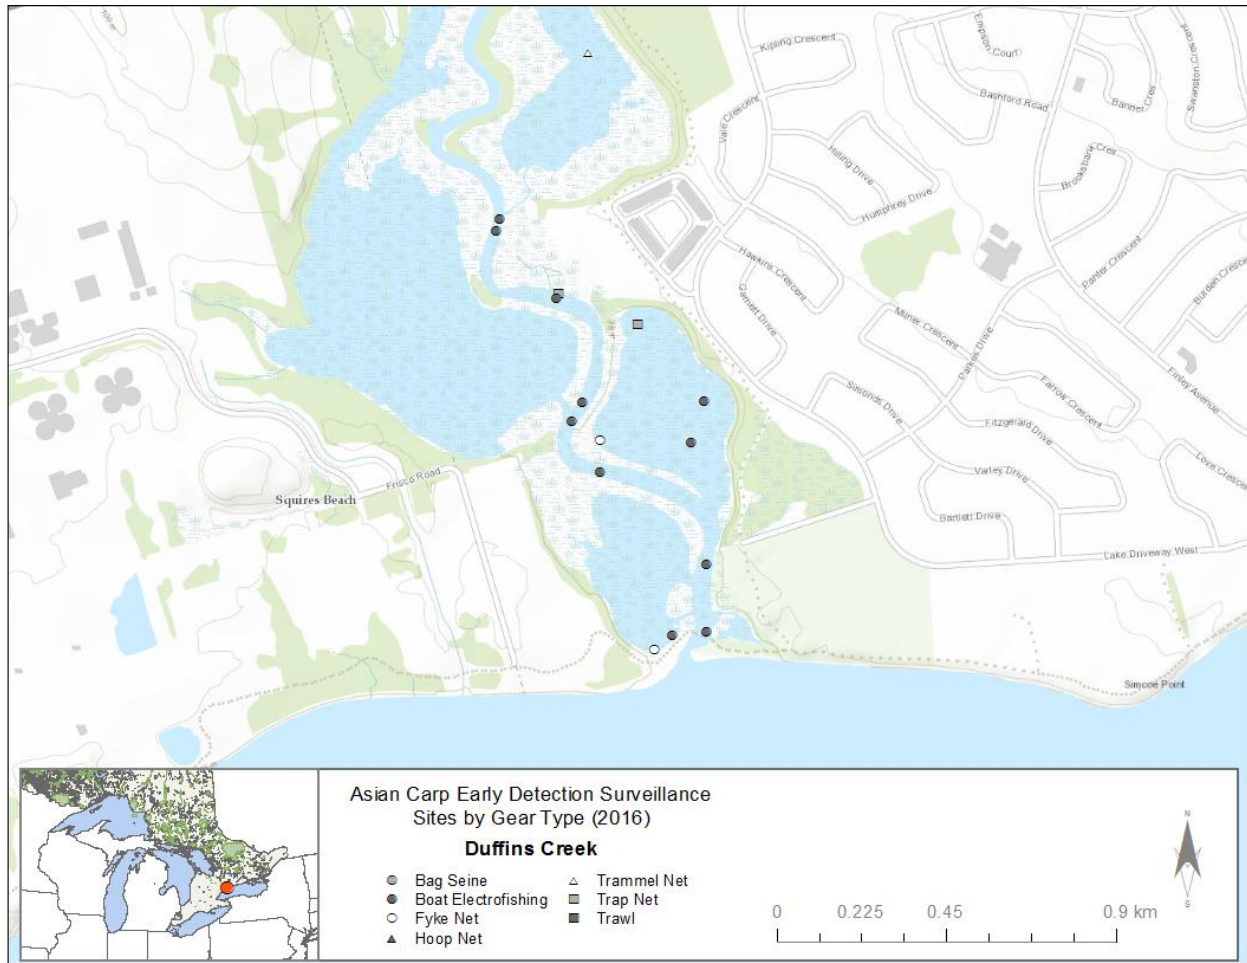 100 m
Kipling Crescent
Empson Court
Swanston Crescent
Bashford Road
Banner Cres
Vale Crescent
Hilling Drive
Humphrey Drive
Brooksbank Cres
Hawkins Crescent
Garnett Drive
Panter Crescent
Burden Crescent
Milner Crescent
Parkes Drive
Simonds Drive
Farrow Crescent
Finley Avenue
Fitzgerald Drive
Varley Drive
Love Crescent
Frisco Road
Squires Beach
Bartlett Drive
Lake Driveway West
Simcoe Point
Asian Carp Early Detection Surveillance
Sites by Gear Type (2016)
Duffins Creek
Bag Seine
Boat Electrofishing
Fyke Net
Hoop Net
Trammel Net
Trap Net
Trawl
0 0.225 0.45 0.9 km
N
S